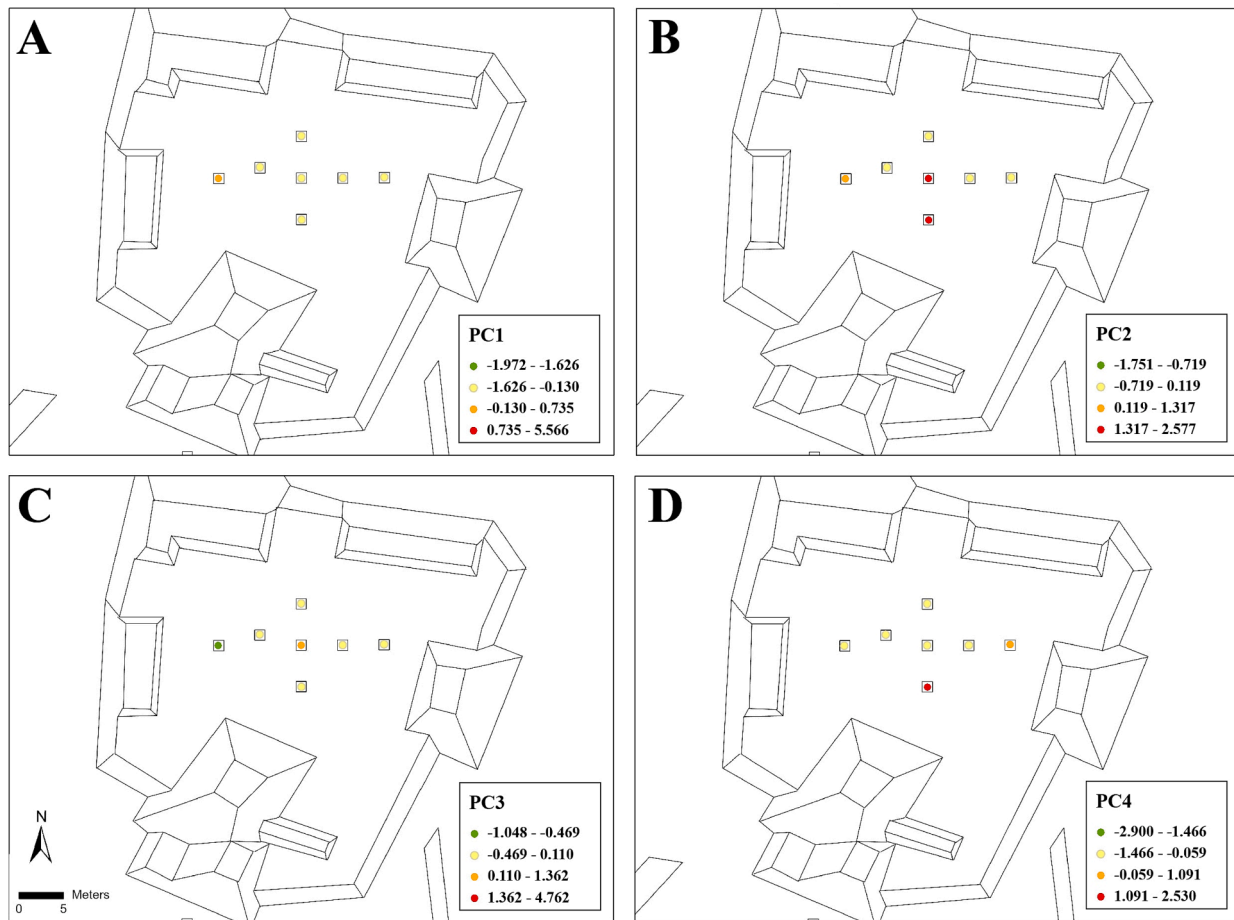 A
PC1
-1.972 - -1.626
-1.626 - -0.130
-0.130 - 0.735
0.735 - 5.566
B
PC2
-1.751 - -0.719
-0.719 - 0.119
0.119 - 1.317
1.317 - 2.577
C
N
Meters
0 5
PC3
-1.048 - -0.469
-0.469 - 0.110
0.110 - 1.362
1.362 - 4.762
D
PC4
-2.900 - -1.466
-1.466 - -0.059
-0.059 - 1.091
1.091 - 2.530